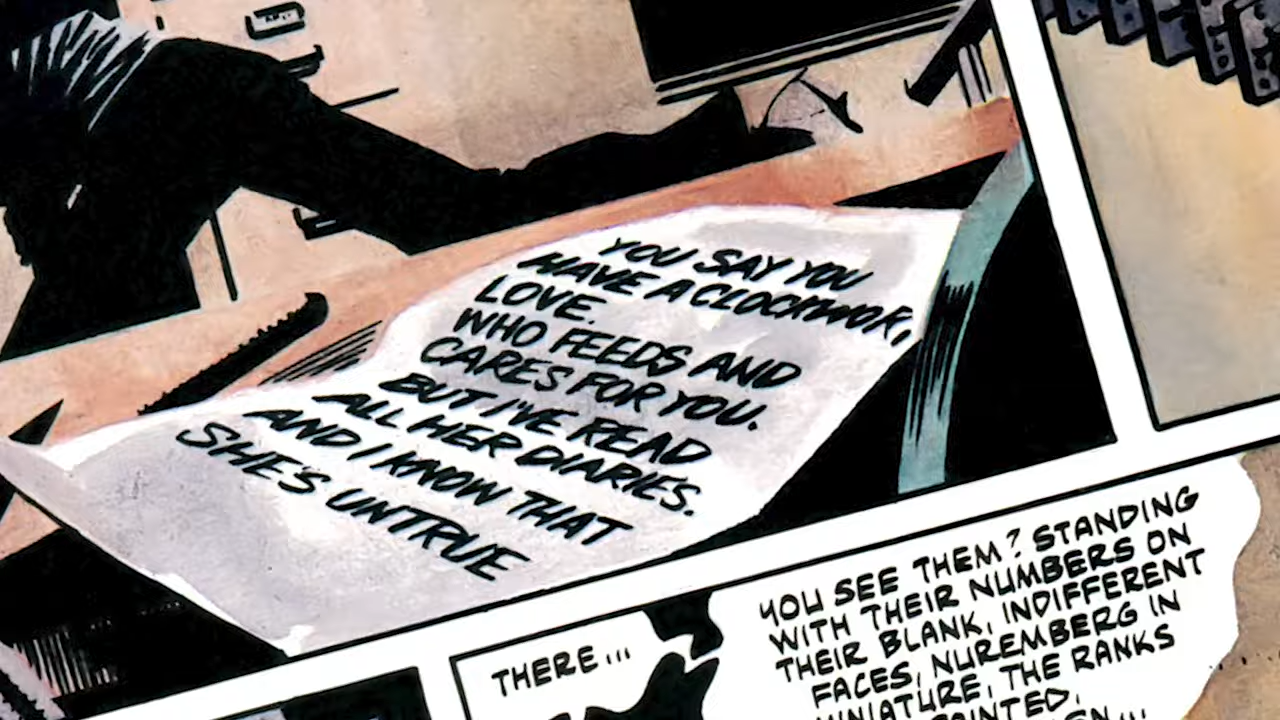 YOU SAY YOU
HAVE A CLOCKWORK
LOVE.
WHO FEEDS AND
CARES FOR YOU.
BUT I'VE READ
ALL HER DIARIES.
AND I KNOW THAT
SHE'S UNTRUE
THERE...
YOU SEE THEM? STANDING
WITH THEIR NUMBERS ON
THEIR BLANK, INDIFFERENT
FACES, NUREMBERG IN
MINIATURE, THE RANKS